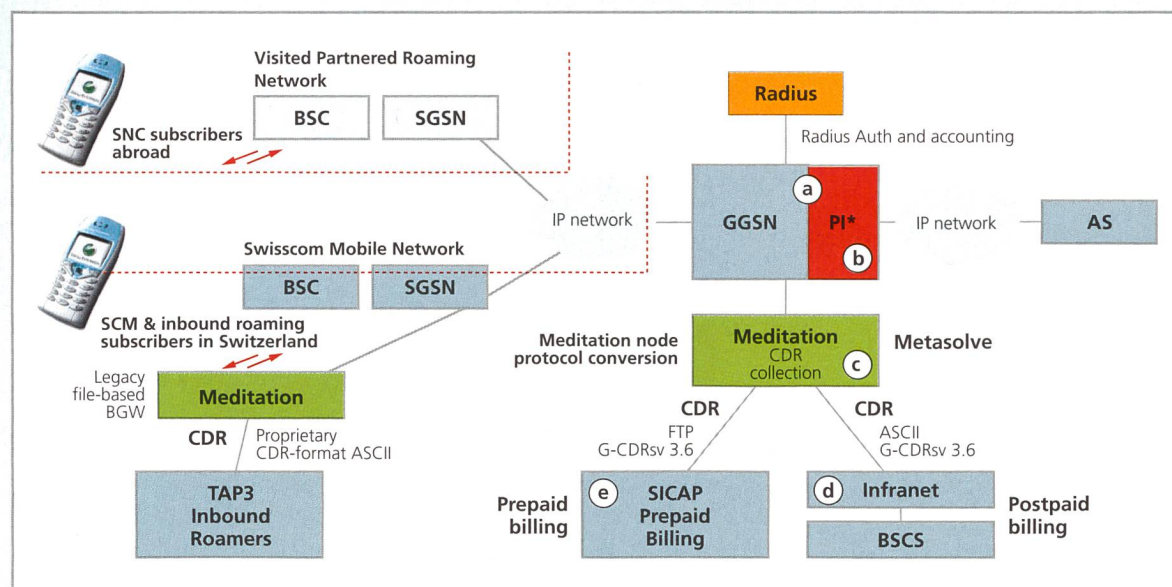 Visited Partnered Roaming
Network
BSC
SGSN
SNC subscribers
abroad
Radius
Radius Auth and accounting
a
GGSN
PI*
b
IP network
IP network
AS
Swisscom Mobile Network
BSC
SGSN
SCM & inbound roaming
subscribers in Switzerland
Legacy
file-based
BGW
Meditation
CDR
Proprietary
CDR-format ASCII
TAP3
Inbound
Roamers
Meditation node
protocol conversion
Meditation
CDR
collection
c
Metasolve
CDR
FTP
G-CDRsv 3.6
CDR
ASCII
G-CDRsv 3.6
Prepaid
billing
e
SICAP
Prepaid
Billing
d
Infranet
BSCS
Postpaid
billing